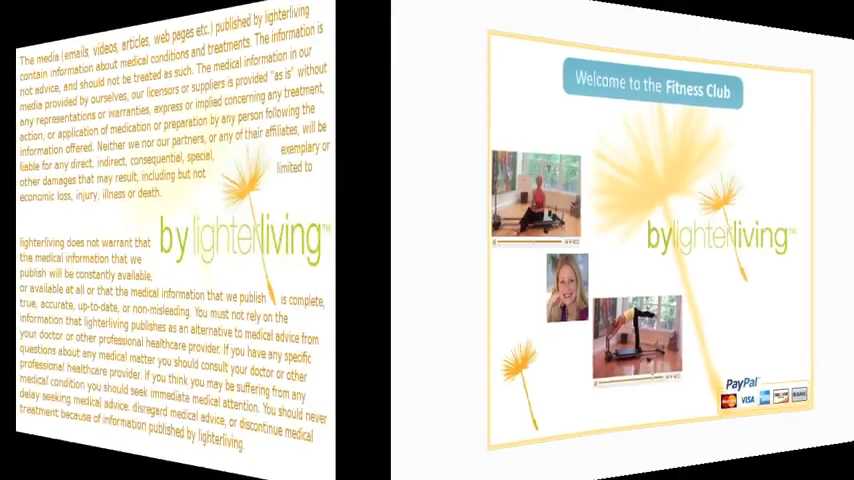 The media (emails, videos, articles, web pages etc.) published by lighterliving
contain information about medical conditions and treatments. The information is
not advice, and should not be treated as such. The medical information in our
media provided by ourselves, our licensors or suppliers is provided "as is" without
any representations or warranties, express or implied concerning any treatment,
action, or application of medication or preparation by any person following the
information offered. Neither we nor our partners, or any of their affiliates, will be
liable for any direct, indirect, consequential, special, exemplary or
other damages that may result, including but not limited to
economic loss, injury, illness or death.
by lighterliving™
lighterliving does not warrant that
the medical information that we
publish will be constantly available,
or available at all or that the medical information that we publish is complete,
true, accurate, up-to-date, or non-misleading. You must not rely on the
information that lighterliving publishes as an alternative to medical advice from
your doctor or other professional healthcare provider. If you have any specific
questions about any medical matter you should consult your doctor or other
professional healthcare provider. If you think you may be suffering from any
medical condition you should seek immediate medical attention. You should never
delay seeking medical advice, disregard medical advice, or discontinue medical
treatment because of information published by lighterliving.
Welcome to the Fitness Club
bylighterliving™
PayPal
MasterCard VISA